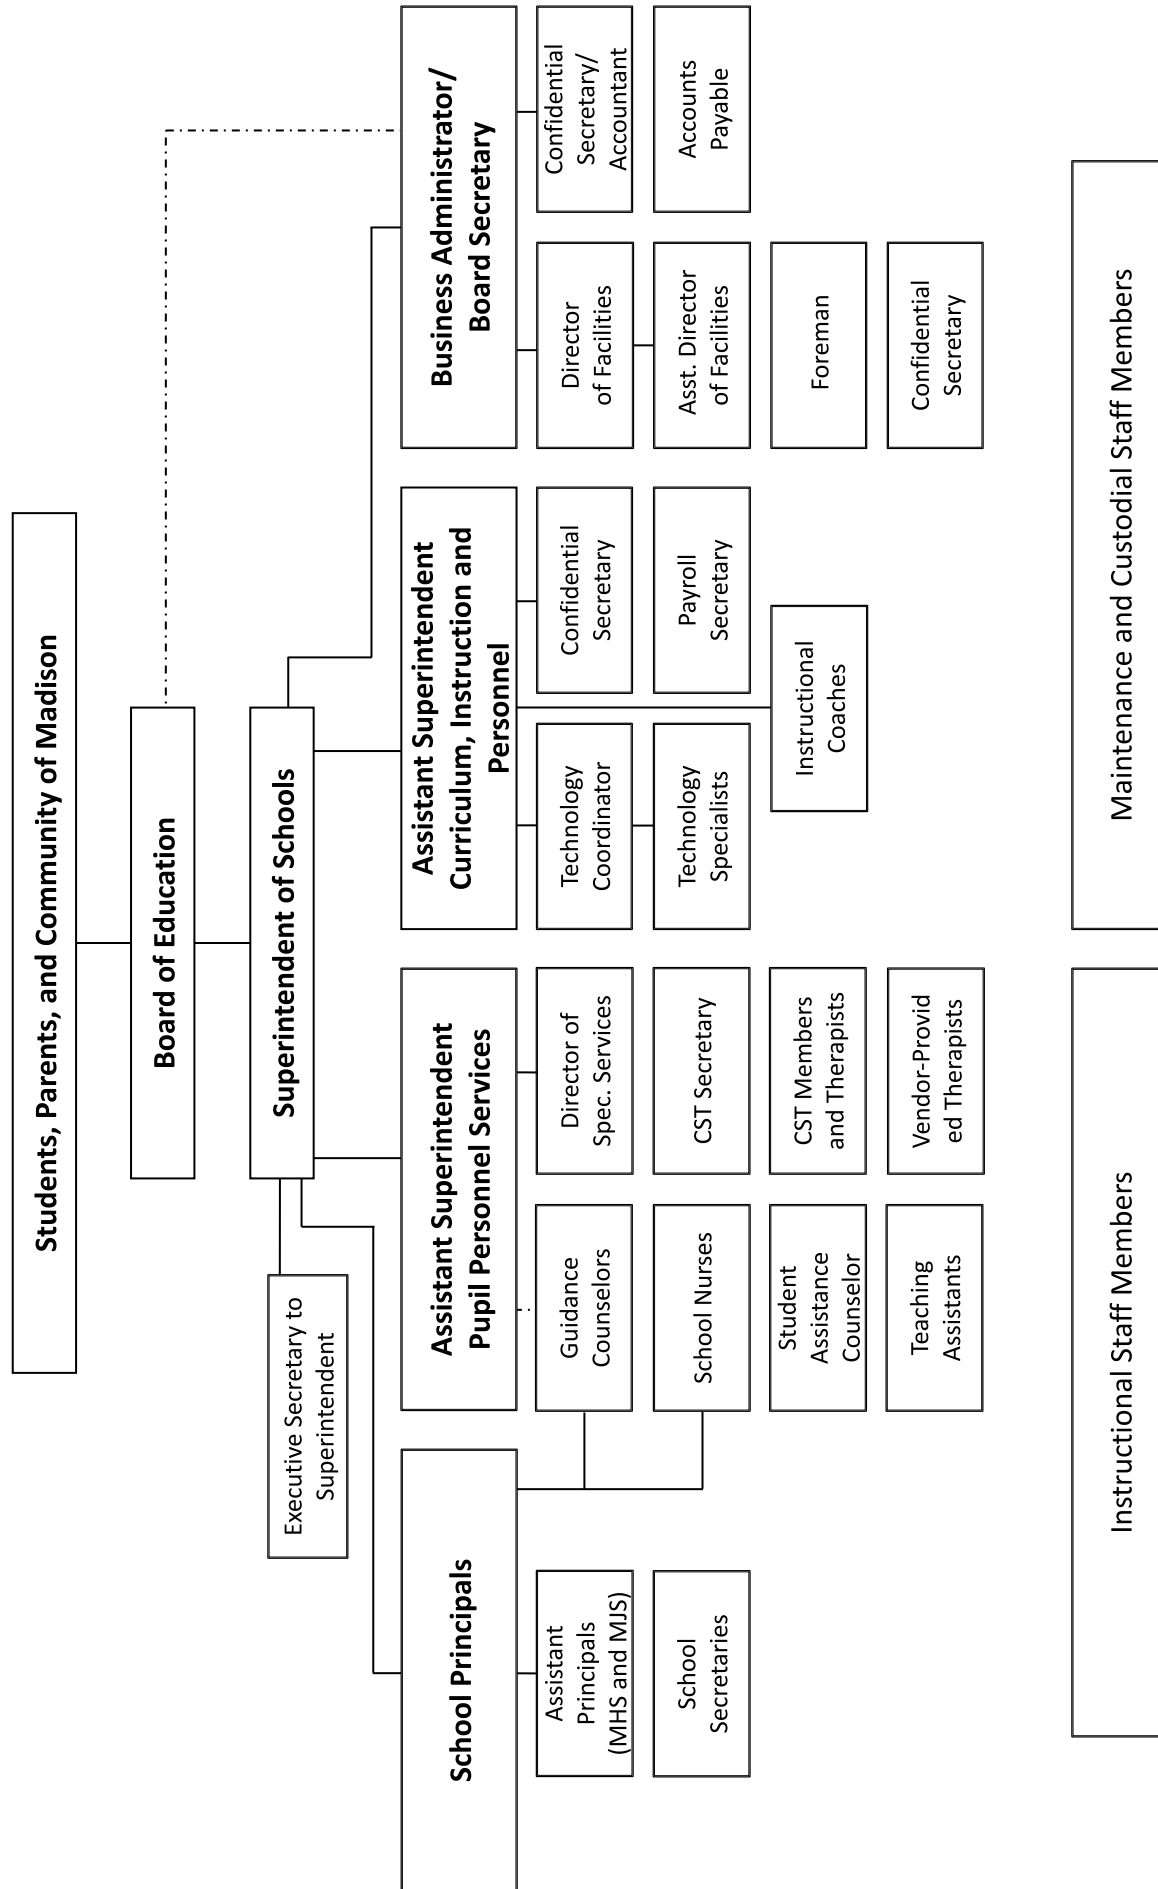 Students, Parents, and Community of Madison
Board of Education
Superintendent of Schools
Executive Secretary to
Superintendent
School Principals
Assistant Superintendent
Pupil Personnel Services
Assistant Superintendent
Curriculum, Instruction and
Personnel
Business Administrator/
Board Secretary
Assistant
Principals
(MHS and MJS)
School
Secretaries
Guidance
Counselors
School Nurses
Student
Assistance
Counselor
Teaching
Assistants
Director of
Spec. Services
CST Secretary
CST Members
and Therapists
Vendor-Provid
ed Therapists
Technology
Coordinator
Technology
Specialists
Confidential
Secretary
Payroll
Secretary
Instructional
Coaches
Director
of Facilities
Asst. Director
of Facilities
Foreman
Confidential
Secretary
Confidential
Secretary/
Accountant
Accounts
Payable
Instructional Staff Members
Maintenance and Custodial Staff Members